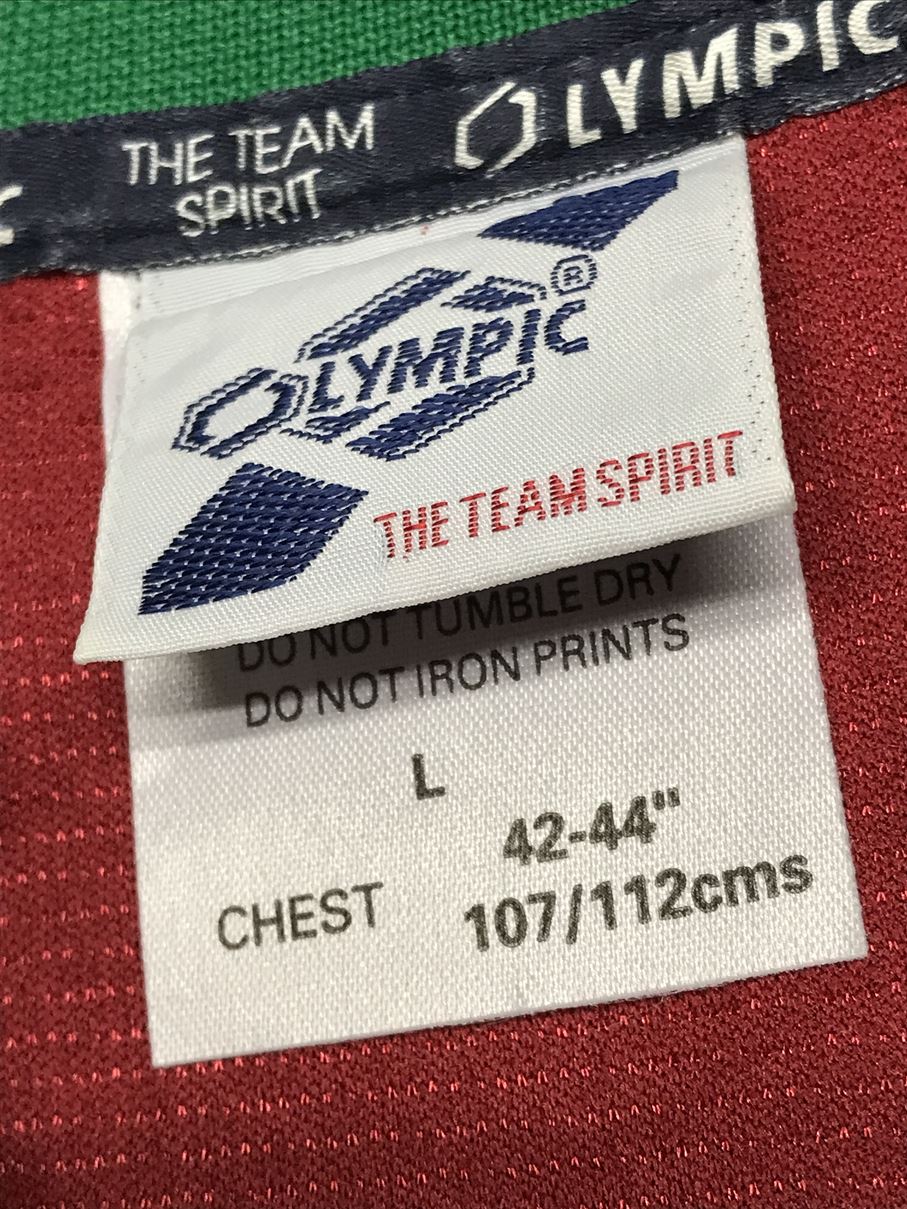 THE TEAM
SPIRIT
OLYMPIC
OLYMPIC®
THE TEAM SPIRIT
DO NOT TUMBLE DRY
DO NOT IRON PRINTS
L
42-44"
CHEST 107/112cms